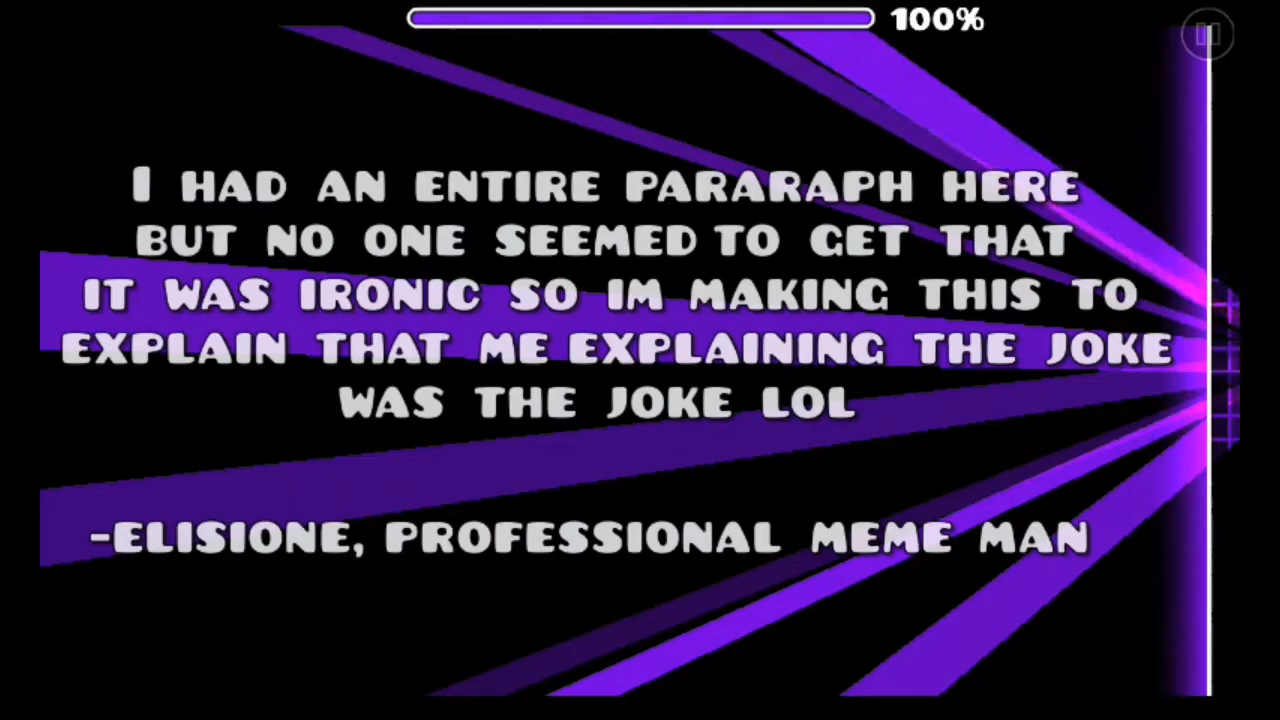 100%
I HAD AN ENTIRE PARARAPH HERE
BUT NO ONE SEEMED TO GET THAT
IT WAS IRONIC SO IM MAKING THIS TO
EXPLAIN THAT ME EXPLAINING THE JOKE
WAS THE JOKE LOL
-ELISIONE, PROFESSIONAL MEME MAN